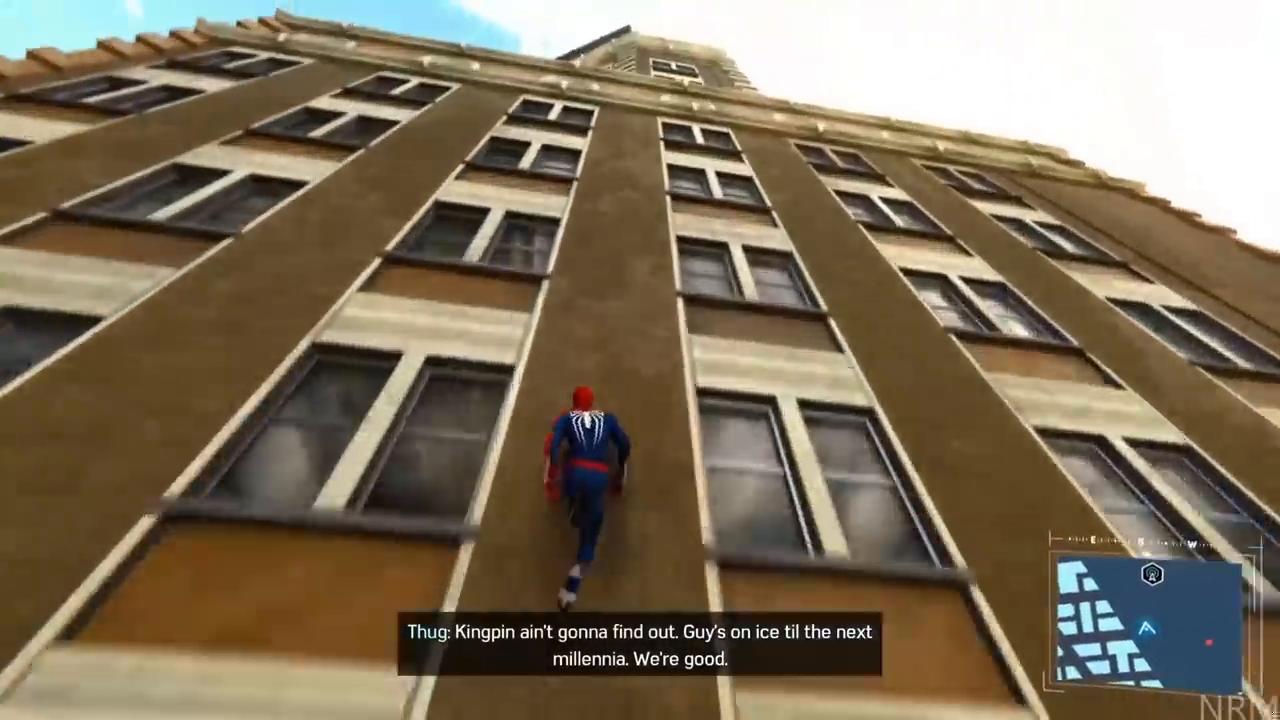 E S W
Thug: Kingpin ain't gonna find out. Guy's on ice til the next
millennia. We're good.
NRM